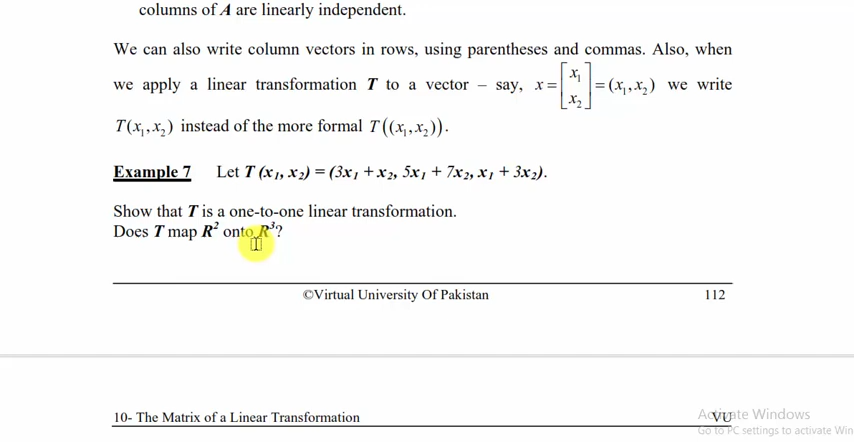 columns of A are linearly independent.
We can also write column vectors in rows, using parentheses and commas. Also, when
we apply a linear transformation T to a vector – say, x = [x₁ x₂] = (x₁, x₂) we write
T(x₁, x₂) instead of the more formal T((x₁, x₂)).
Example 7 Let T (x₁, x₂) = (3x₁ + x₂, 5x₁ + 7x₂, x₁ + 3x₂).
Show that T is a one-to-one linear transformation.
Does T map R² onto R³?
©Virtual University Of Pakistan 112
10- The Matrix of a Linear Transformation VU
Activate Windows
Go to PC settings to activate Win